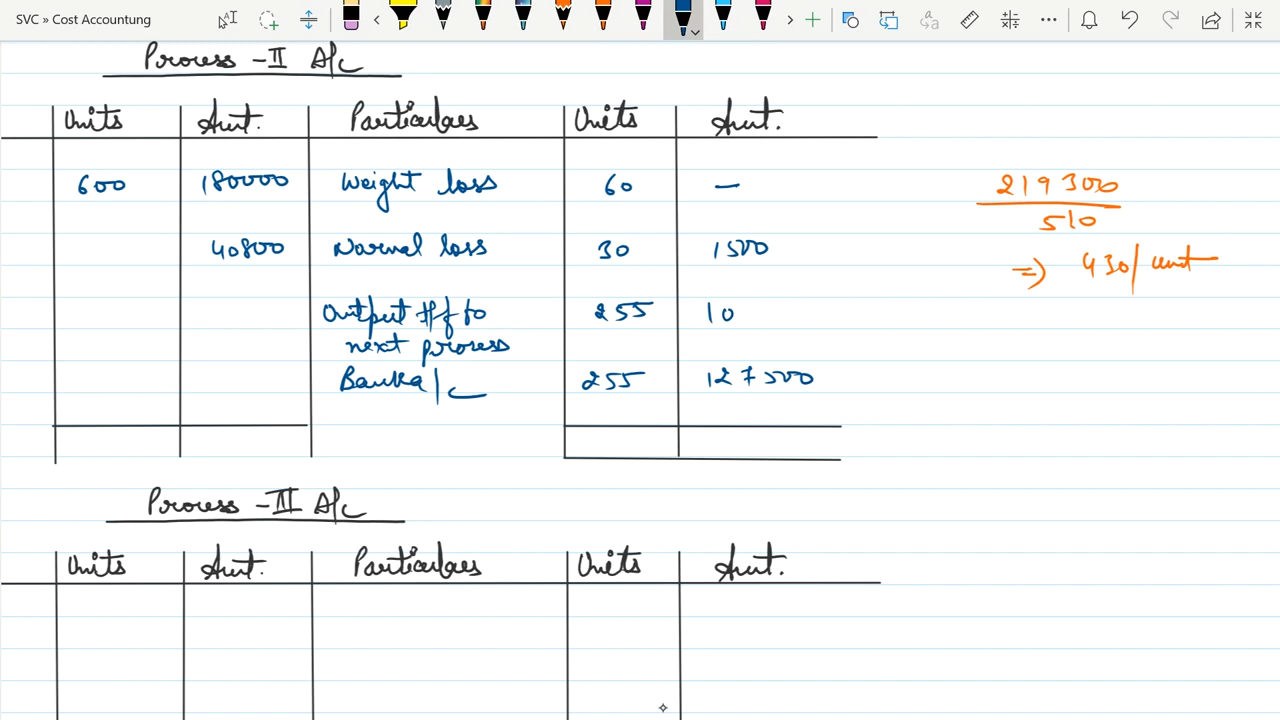 SVC » Cost Accountung
Process - II A/c
Units Amt. Particulars Units Amt.
600 180000 Weight loss 60 —
40800 Normal loss 30 1500
Output t/f to 255 10
next process
Bank a/c 255 127500
219300
510
=) 430/unit
Process - III A/c
Units Amt. Particulars Units Amt.